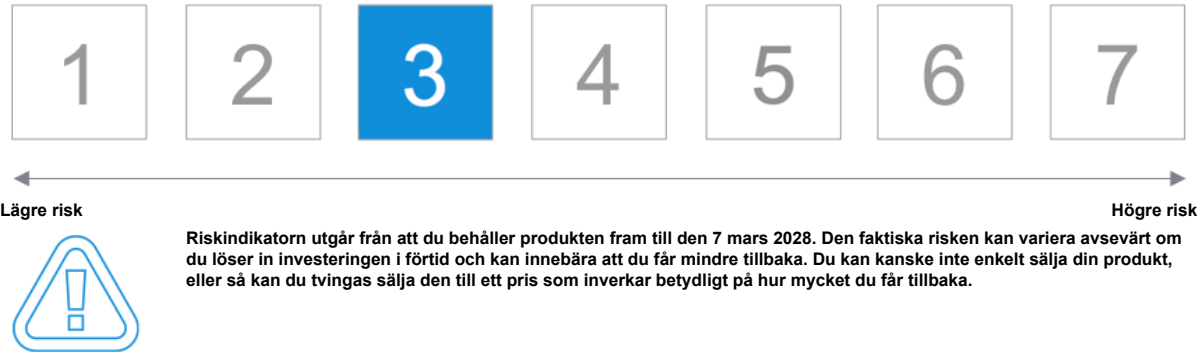 1 2 3 4 5 6 7
Lägre risk Högre risk
Riskindikatorn utgår från att du behåller produkten fram till den 7 mars 2028. Den faktiska risken kan variera avsevärt om
du löser in investeringen i förtid och kan innebära att du får mindre tillbaka. Du kan kanske inte enkelt sälja din produkt,
eller så kan du tvingas sälja den till ett pris som inverkar betydligt på hur mycket du får tillbaka.